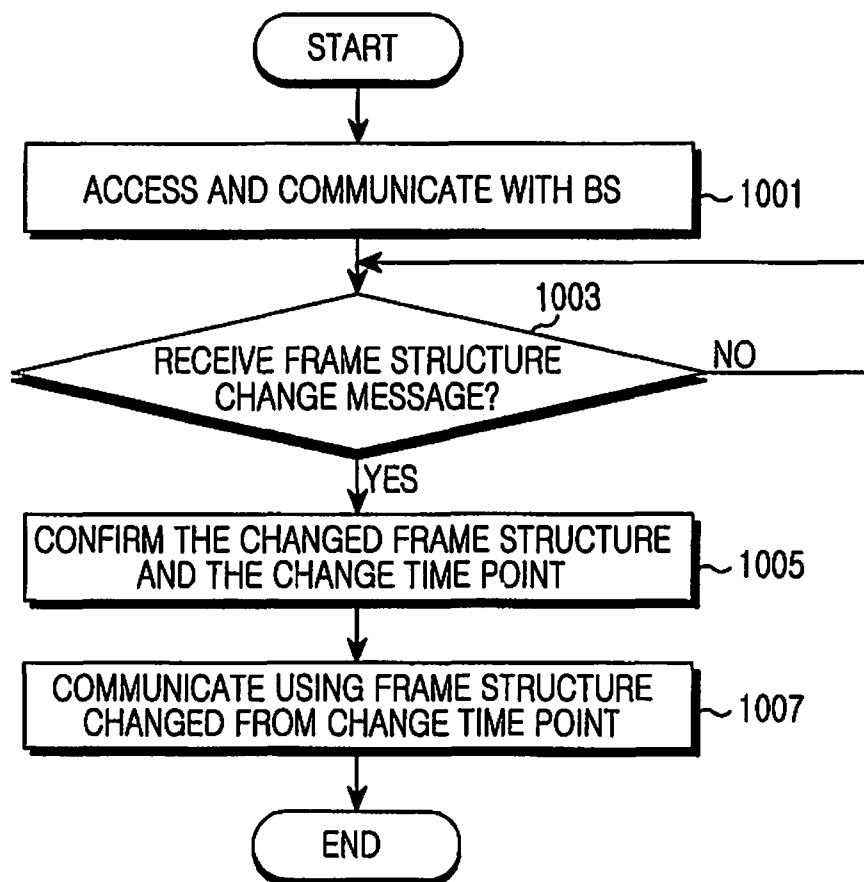 START
ACCESS AND COMMUNICATE WITH BS
1001
1003
RECEIVE FRAME STRUCTURE
CHANGE MESSAGE?
NO
YES
CONFIRM THE CHANGED FRAME STRUCTURE
AND THE CHANGE TIME POINT
1005
COMMUNICATE USING FRAME STRUCTURE
CHANGED FROM CHANGE TIME POINT
1007
END